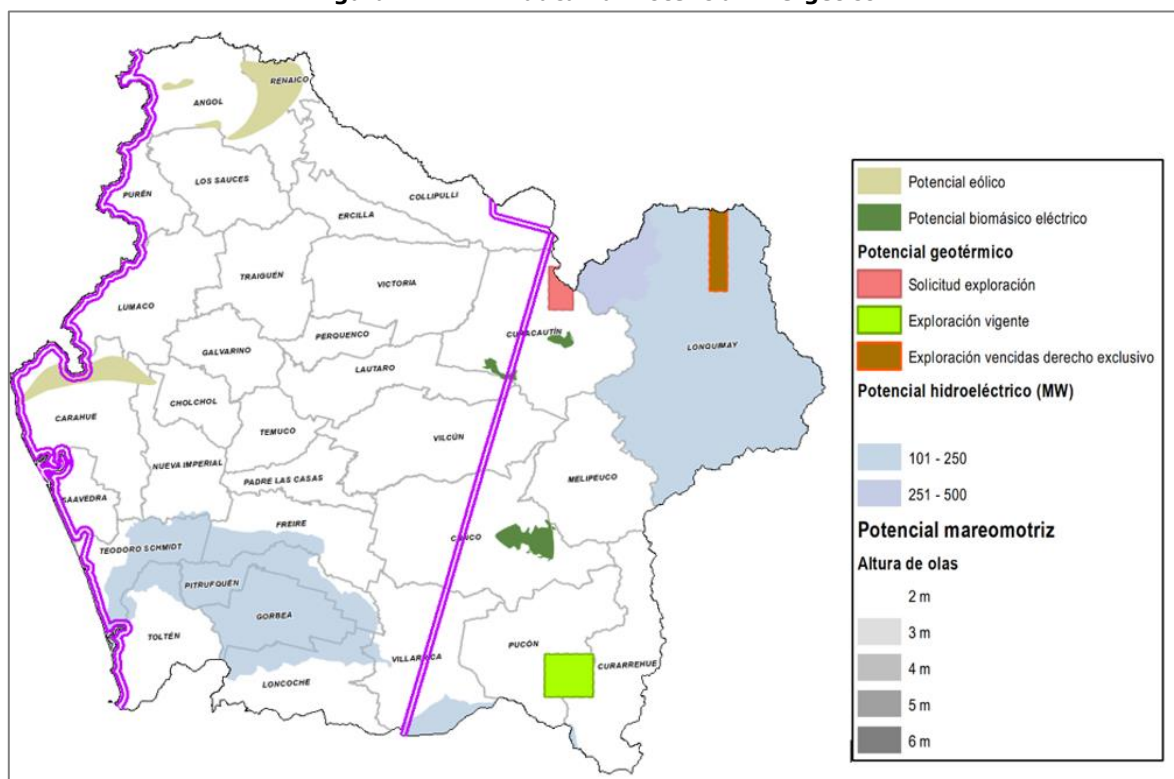 RENAICO
ANGOL
LOS SAUCES
PURÉN
COLLIPULLI
ERCILLA
TRAIGUÉN
VICTORIA
LUMACO
PERQUENCO
CURACAUTÍN
LONQUIMAY
GALVARINO
LAUTARO
CHOLCHOL
CARAHUE
TEMUCO
VILCÚN
NUEVA IMPERIAL
PADRE LAS CASAS
MELIPEUCO
SAAVEDRA
FREIRE
CUNCO
TEODORO SCHMIDT
PITRUFQUÉN
GORBEA
TOLTÉN
PUCÓN
VILLARRICA
CURARREHUE
LONCOCHE
Potencial eólico
Potencial biomásico eléctrico
Potencial geotérmico
Solicitud exploración
Exploración vigente
Exploración vencidas derecho exclusivo
Potencial hidroeléctrico (MW)
101 - 250
251 - 500
Potencial mareomotriz
Altura de olas
2 m
3 m
4 m
5 m
6 m